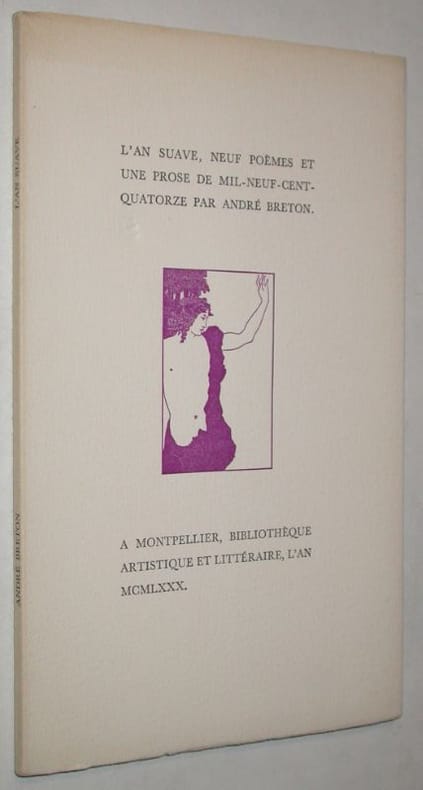 L'AN SUAVE, NEUF POÈMES ET
UNE PROSE DE MIL-NEUF-CENT-
QUATORZE PAR ANDRÉ BRETON.
A MONTPELLIER, BIBLIOTHÈQUE
ARTISTIQUE ET LITTÉRAIRE, L'AN
MCMLXXX.
L'AN SUAVE
ANDRÉ BRETON